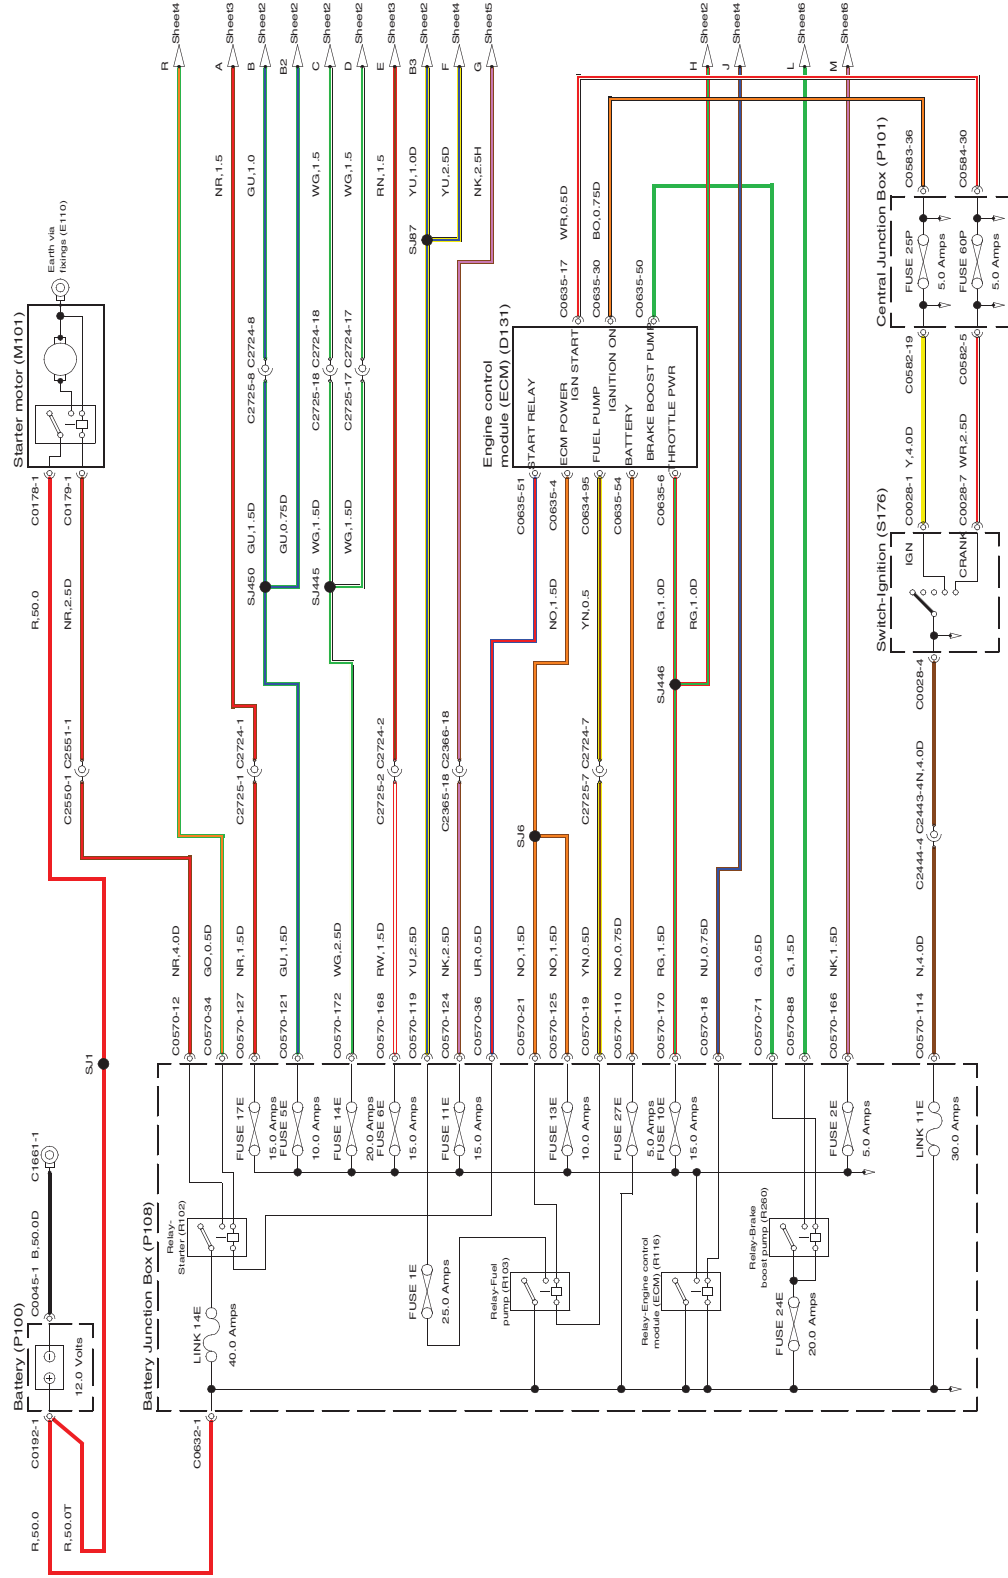 Battery (P100)
12.0 Volts
C0192-1
R,50.0
R,50.0T
C0045-1 B,50.0D C1661-1
SJ1
R,50.0
C0178-1
Starter motor (M101)
C0179-1
NR,2.5D
C2550-1 C2551-1
Earth via
fixings (E110)
C0632-1
Battery Junction Box (P108)
LINK 14E
40.0 Amps
Relay-
Starter (R102)
FUSE 17E
15.0 Amps
FUSE 5E
10.0 Amps
FUSE 14E
20.0 Amps
FUSE 6E
15.0 Amps
FUSE 11E
15.0 Amps
FUSE 1E
25.0 Amps
Relay-Fuel
pump (R103)
FUSE 13E
10.0 Amps
FUSE 27E
5.0 Amps
FUSE 10E
15.0 Amps
Relay-Engine control
module (ECM) (R116)
Relay-Brake
boost pump (R260)
FUSE 24E
20.0 Amps
FUSE 2E
5.0 Amps
LINK 11E
30.0 Amps
C0570-12 NR,4.0D
C0570-34 GO,0.5D
R Sheet4
C0570-127 NR,1.5D
C2725-1 C2724-1
NR,1.5
A Sheet3
C0570-121 GU,1.5D
SJ450
GU,1.5D
C2725-8 C2724-8
GU,1.0
B Sheet2
GU,0.75D
B2 Sheet2
C0570-172 WG,2.5D
SJ445
WG,1.5D
C2725-18 C2724-18
WG,1.5
C Sheet2
WG,1.5D
C2725-17 C2724-17
WG,1.5
D Sheet2
C0570-168 RW,1.5D
C2725-2 C2724-2
RN,1.5
E Sheet3
C0570-119 YU,2.5D
SJ87
YU,1.0D
B3 Sheet2
YU,2.5D
F Sheet4
C0570-124 NK,2.5D
C2365-18 C2366-18
NK,2.5H
G Sheet5
C0570-36 UR,0.5D
C0635-51
C0570-21 NO,1.5D
SJ6
NO,1.5D
C0635-4
C0570-125 NO,1.5D
C0570-19 YN,0.5D
C2725-7 C2724-7
YN,0.5
C0634-95
C0570-110 NO,0.75D
C0635-54
C0570-170 RG,1.5D
SJ446
RG,1.0D
C0635-6
RG,1.0D
H Sheet2
C0570-18 NU,0.75D
J Sheet4
C0570-71 G,0.5D
C0570-88 G,1.5D
L Sheet6
C0570-166 NK,1.5D
M Sheet6
C0570-114 N,4.0D
C2444-4 C2443-4 N,4.0D
C0028-4
Engine control
module (ECM) (D131)
START RELAY
ECM POWER
IGN START
FUEL PUMP
IGNITION ON
BATTERY
BRAKE BOOST PUMP
THROTTLE PWR
C0635-17 WR,0.5D
C0635-30 BO,0.75D
C0635-50
Switch-Ignition (S176)
IGN
CRANK
C0028-1 Y,4.0D C0582-19
C0028-7 WR,2.5D C0582-5
Central Junction Box (P101)
FUSE 25P
5.0 Amps
FUSE 60P
5.0 Amps
C0583-36
C0584-30